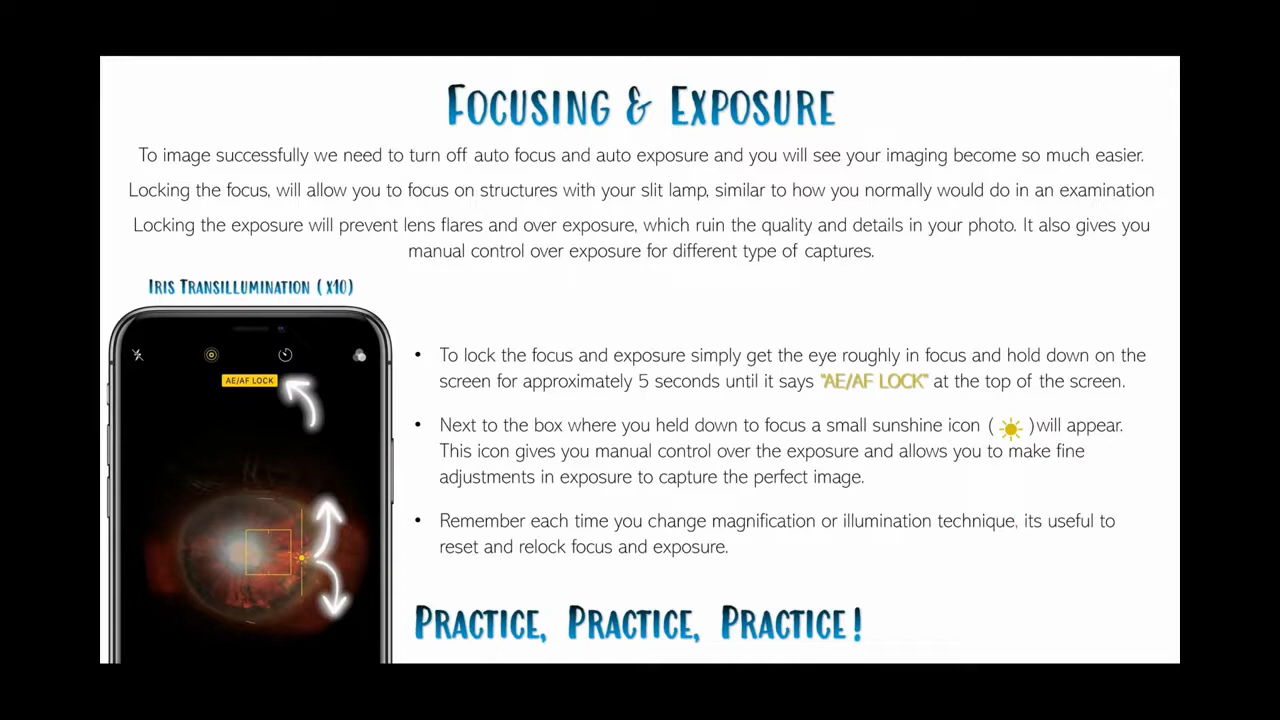 FOCUSING & EXPOSURE
To image successfully we need to turn off auto focus and auto exposure and you will see your imaging become so much easier.
Locking the focus, will allow you to focus on structures with your slit lamp, similar to how you normally would do in an examination
Locking the exposure will prevent lens flares and over exposure, which ruin the quality and details in your photo. It also gives you
manual control over exposure for different type of captures.
IRIS TRANSILLUMINATION (X10)
AE/AF LOCK
• To lock the focus and exposure simply get the eye roughly in focus and hold down on the
screen for approximately 5 seconds until it says "AE/AF LOCK" at the top of the screen.
• Next to the box where you held down to focus a small sunshine icon ( ) will appear.
This icon gives you manual control over the exposure and allows you to make fine
adjustments in exposure to capture the perfect image.
• Remember each time you change magnification or illumination technique, its useful to
reset and relock focus and exposure.
PRACTICE, PRACTICE, PRACTICE!